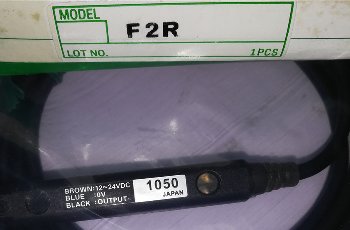 MODEL
F2R
LOT NO.
1PCS
BROWN:12~24VDC
BLUE :0V
BLACK :OUTPUT
1050
JAPAN